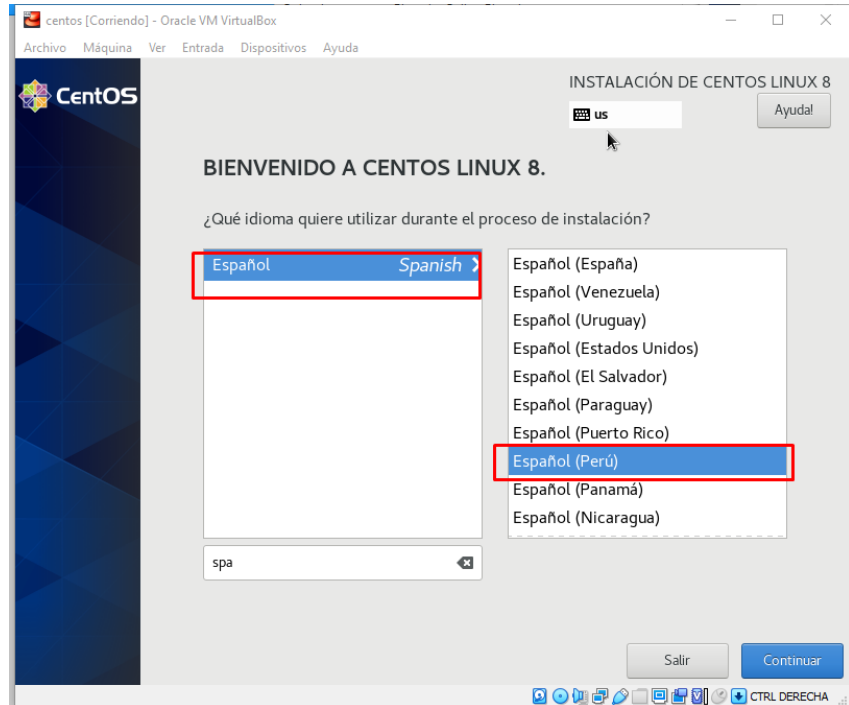 centos [Corriendo] - Oracle VM VirtualBox
Archivo Máquina Ver Entrada Dispositivos Ayuda
CentOS
INSTALACIÓN DE CENTOS LINUX 8
us
Ayuda!
BIENVENIDO A CENTOS LINUX 8.
¿Qué idioma quiere utilizar durante el proceso de instalación?
Español Spanish
Español (España)
Español (Venezuela)
Español (Uruguay)
Español (Estados Unidos)
Español (El Salvador)
Español (Paraguay)
Español (Puerto Rico)
Español (Perú)
Español (Panamá)
Español (Nicaragua)
spa
Salir
Continuar
CTRL DERECHA